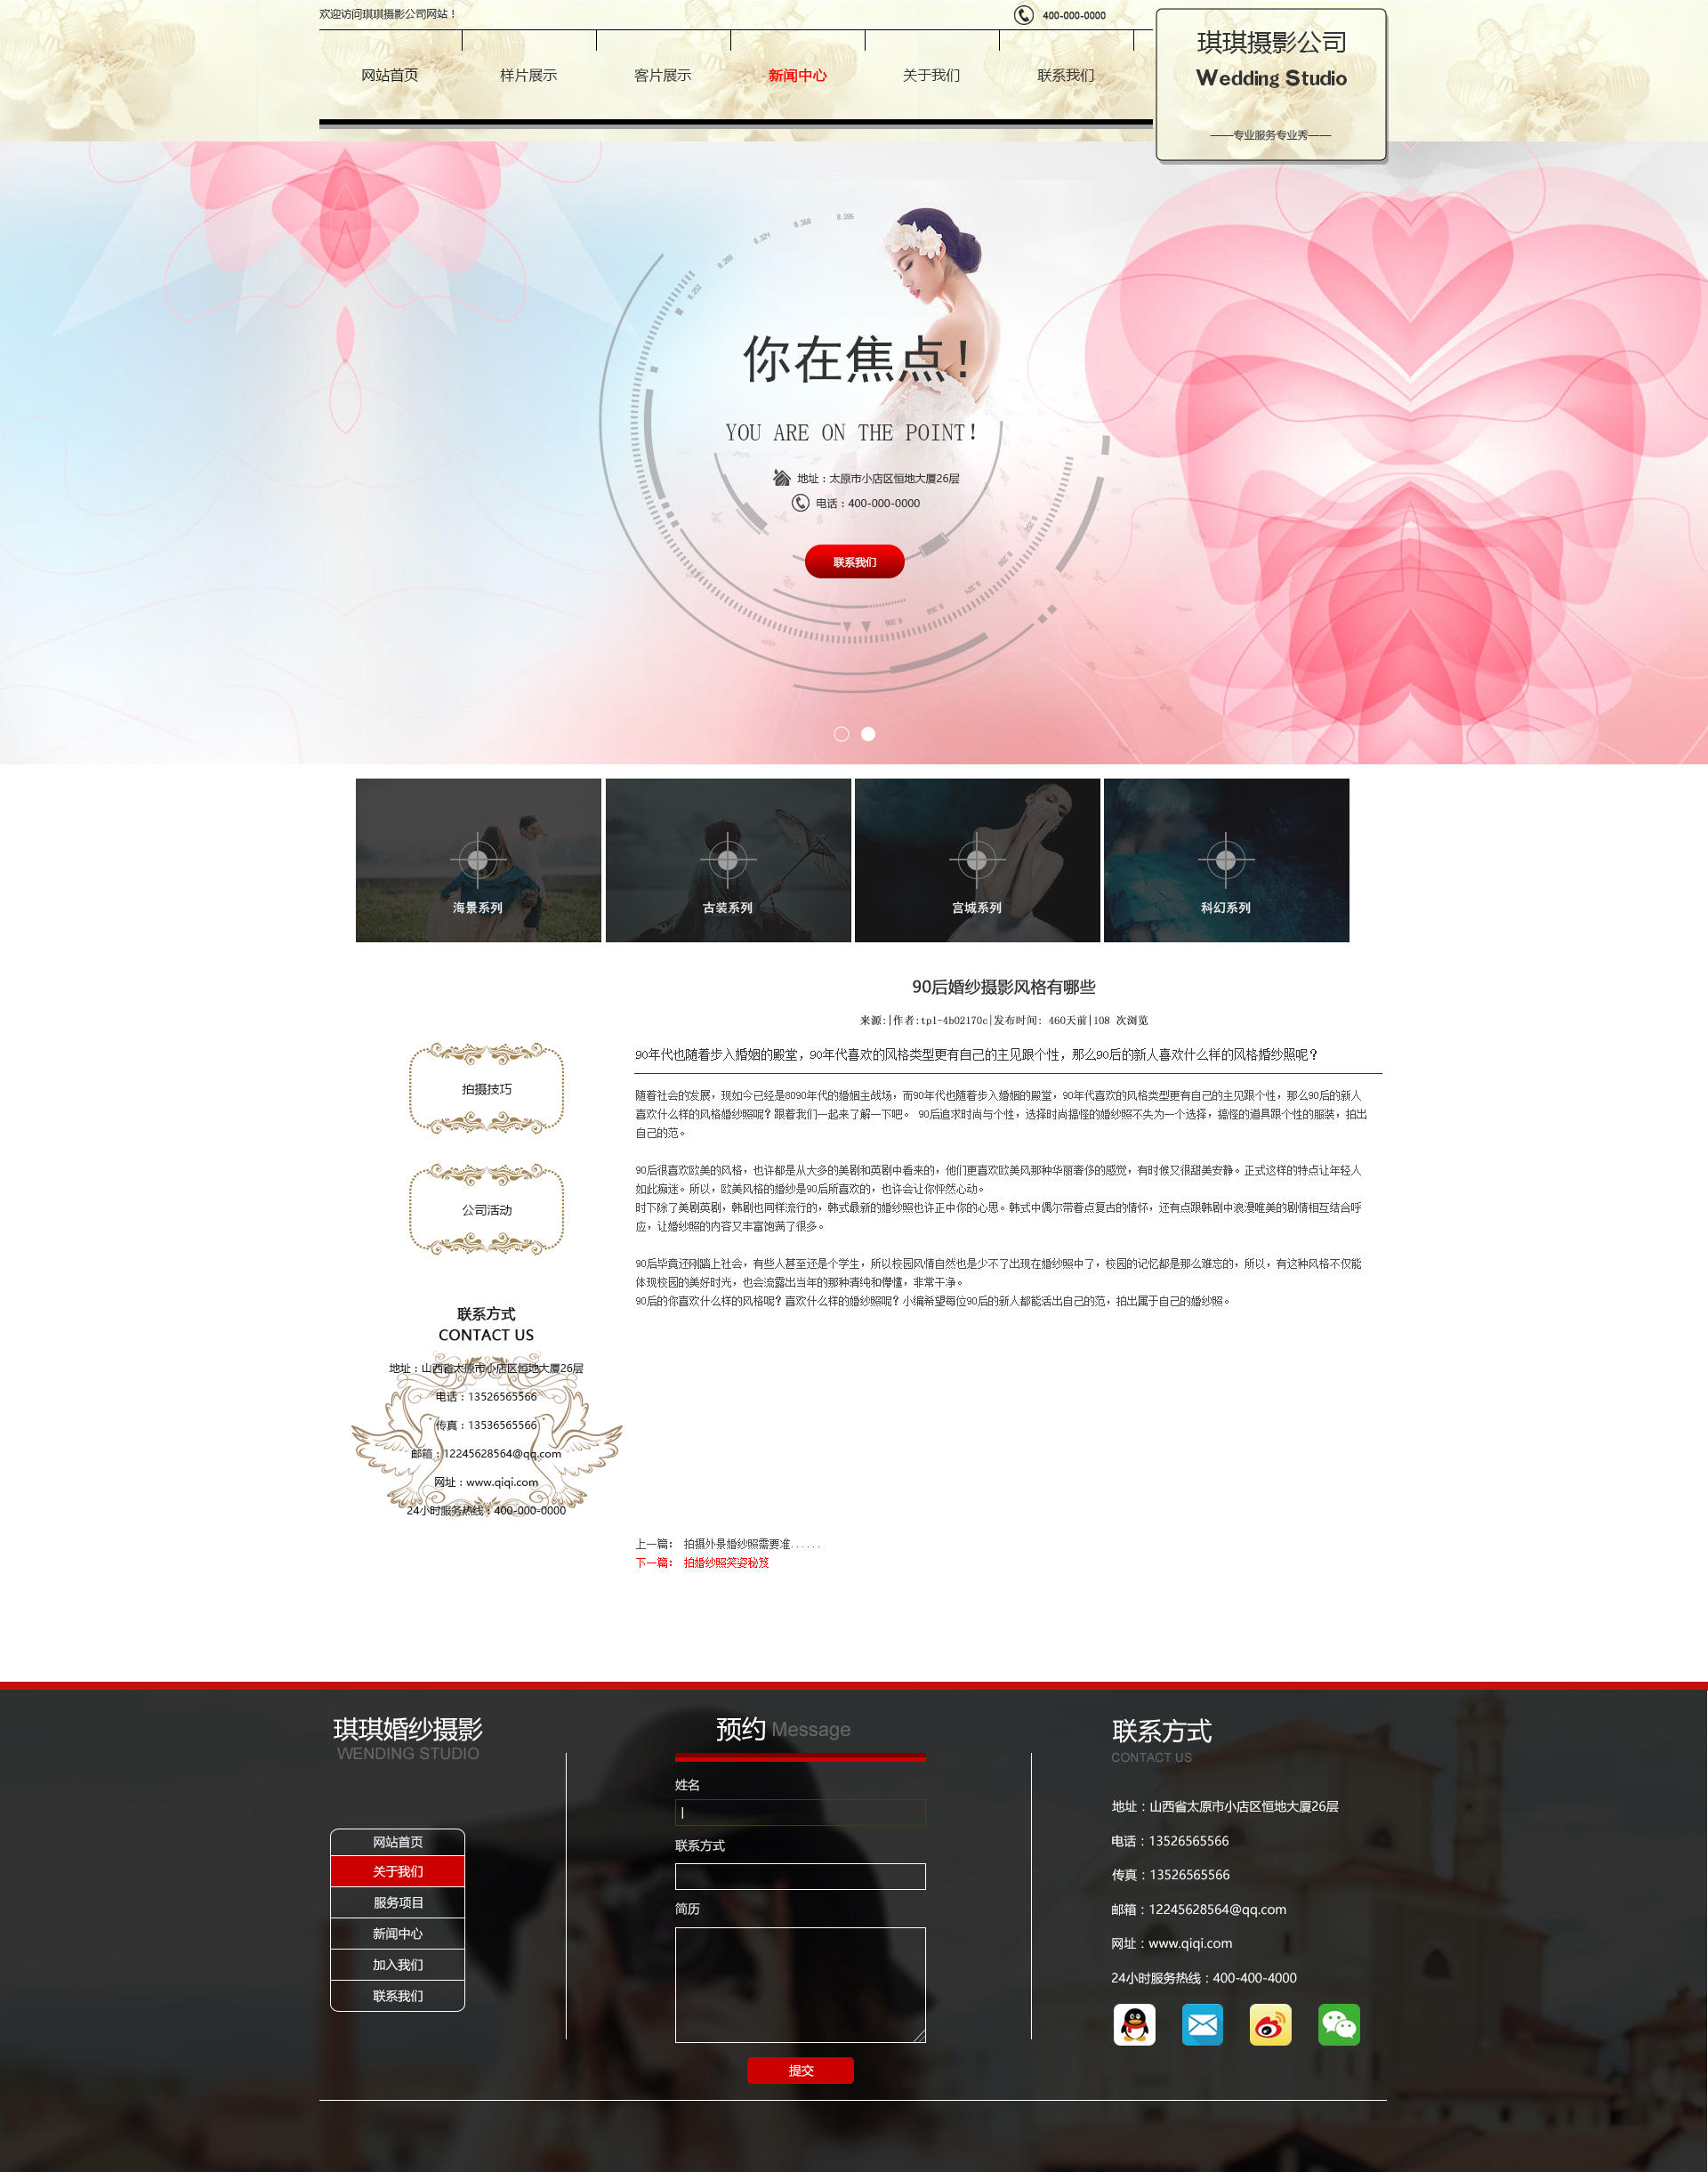 欢迎访问琪琪摄影公司网站！
400-000-0000
网站首页
样片展示
客片展示
新闻中心
关于我们
联系我们
琪琪摄影公司
Wedding Studio
——专业服务专业秀——
0.386
0.360
0.324
0.288
0.252
你在焦点！
YOU ARE ON THE POINT！
地址：太原市小店区恒地大厦26层
电话：400-000-0000
联系我们
海景系列
古装系列
宫城系列
科幻系列
90后婚纱摄影风格有哪些
来源:|作者:tpl-4b02170c|发布时间: 460天前|108 次浏览
拍摄技巧
公司活动
90年代也随着步入婚姻的殿堂，90年代喜欢的风格类型更有自己的主见跟个性，那么90后的新人喜欢什么样的风格婚纱照呢？
随着社会的发展，现如今已经是8090年代的婚姻主战场，而90年代也随着步入婚姻的殿堂，90年代喜欢的风格类型更有自己的主见跟个性，那么90后的新人
喜欢什么样的风格婚纱照呢？跟着我们一起来了解一下吧。 90后追求时尚与个性，选择时尚搞怪的婚纱照不失为一个选择，搞怪的道具跟个性的服装，拍出
自己的范。
90后很喜欢欧美的风格，也许都是从大多的美剧和英剧中看来的，他们更喜欢欧美风那种华丽奢侈的感觉，有时候又很甜美安静。正式这样的特点让年轻人
如此痴迷。所以，欧美风格的婚纱是90后所喜欢的，也许会让你怦然心动。
时下除了美剧英剧，韩剧也同样流行的，韩式最新的婚纱照也许正中你的心思。韩式中偶尔带着点复古的情怀，还有点跟韩剧中浪漫唯美的剧情相互结合呼
应，让婚纱照的内容又丰富饱满了很多。
90后毕竟还刚踏上社会，有些人甚至还是个学生，所以校园风情自然也是少不了出现在婚纱照中了，校园的记忆都是那么难忘的，所以，有这种风格不仅能
体现校园的美好时光，也会流露出当年的那种清纯和懵懂，非常干净。
90后的你喜欢什么样的风格呢？喜欢什么样的婚纱照呢？小编希望每位90后的新人都能活出自己的范，拍出属于自己的婚纱照。
联系方式
CONTACT US
地址：山西省太原市小店区恒地大厦26层
电话：13526565566
传真：13536565566
邮箱：12245628564@qq.com
网址：www.qiqi.com
24小时服务热线：400-000-0000
上一篇： 拍摄外景婚纱照需要准......
下一篇： 拍婚纱照笑姿秘笈
琪琪婚纱摄影
WENDING STUDIO
网站首页
关于我们
服务项目
新闻中心
加入我们
联系我们
预约 Message
姓名
联系方式
简历
提交
联系方式
CONTACT US
地址：山西省太原市小店区恒地大厦26层
电话：13526565566
传真：13526565566
邮箱：12245628564@qq.com
网址：www.qiqi.com
24小时服务热线：400-400-4000